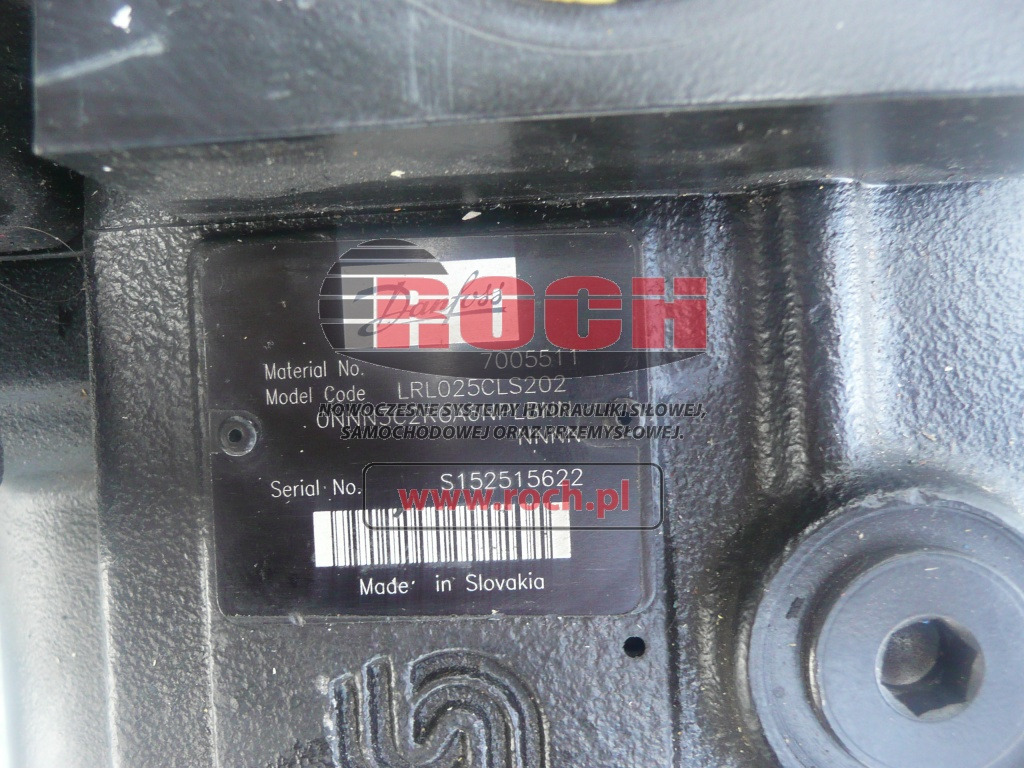 Danfoss
ROCH
Material No. 7005511
Model Code LRL025CLS202
NOWOCZESNE SYSTEMY HYDRAULIKI SIŁOWEJ,
SAMOCHODOWEJ ORAZ PRZEMYSŁOWEJ.
NNNN
Serial No. S152515622
www.roch.pl
Made in Slovakia